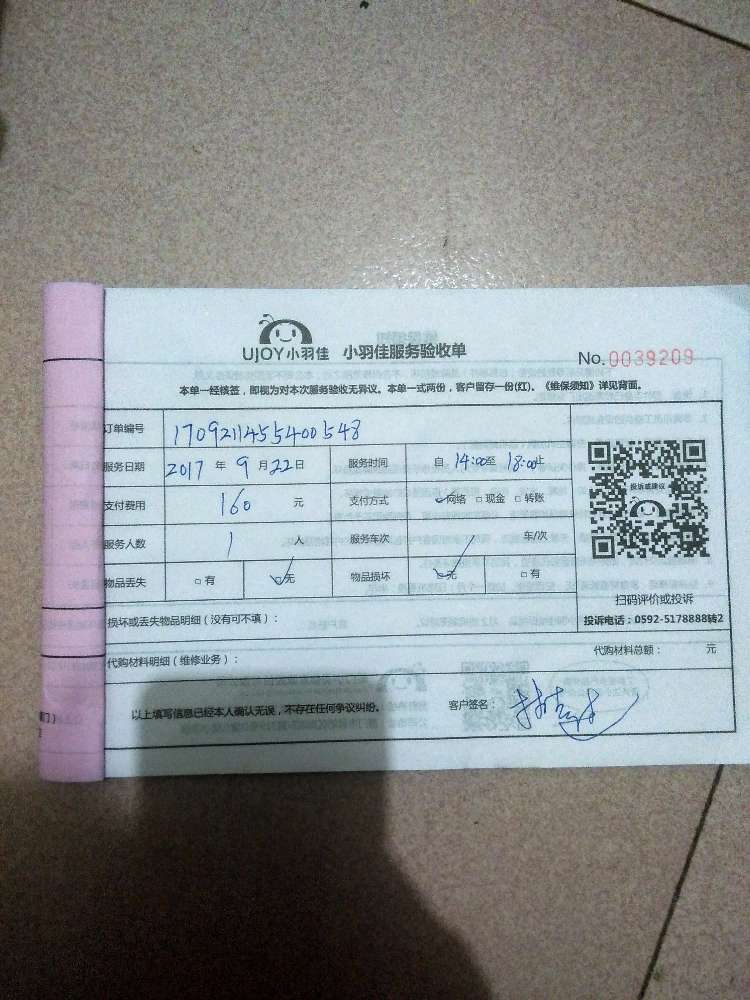 UJOY小羽佳 小羽佳服务验收单 No.0039209
本单一经核签，即视为对本次服务验收无异议。本单一式两份，客户留存一份(红)。《维保须知》详见背面。
订单编号 1709211455400548
服务日期 2017 年 9 月 22 日 服务时间 自 14:00 至 18:00 止
投诉或建议
支付费用 160 元 支付方式 网络 现金 转账
服务人数 1 人 服务车次 车/次
物品丢失 有 无 物品损坏 无 有
扫码评价或投诉
损坏或丢失物品明细（没有可不填）：
投诉电话：0592-5178888转2
代购材料明细（维修业务）： 代购材料总额： 元
以上填写信息已经本人确认无误，不存在任何争议纠纷。 客户签名：